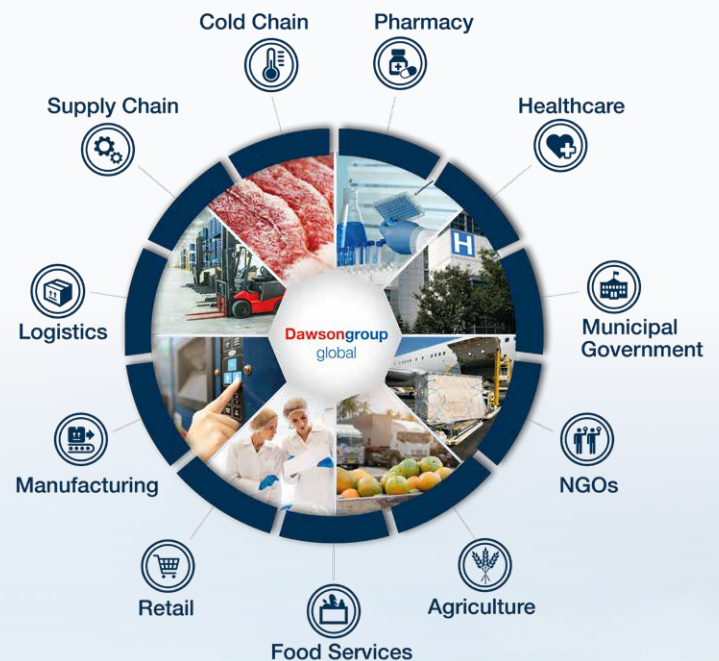 Cold Chain
Pharmacy
Supply Chain
Healthcare
H
Logistics
Dawsongroup
global
Municipal
Government
Manufacturing
NGOs
Retail
Agriculture
Food Services